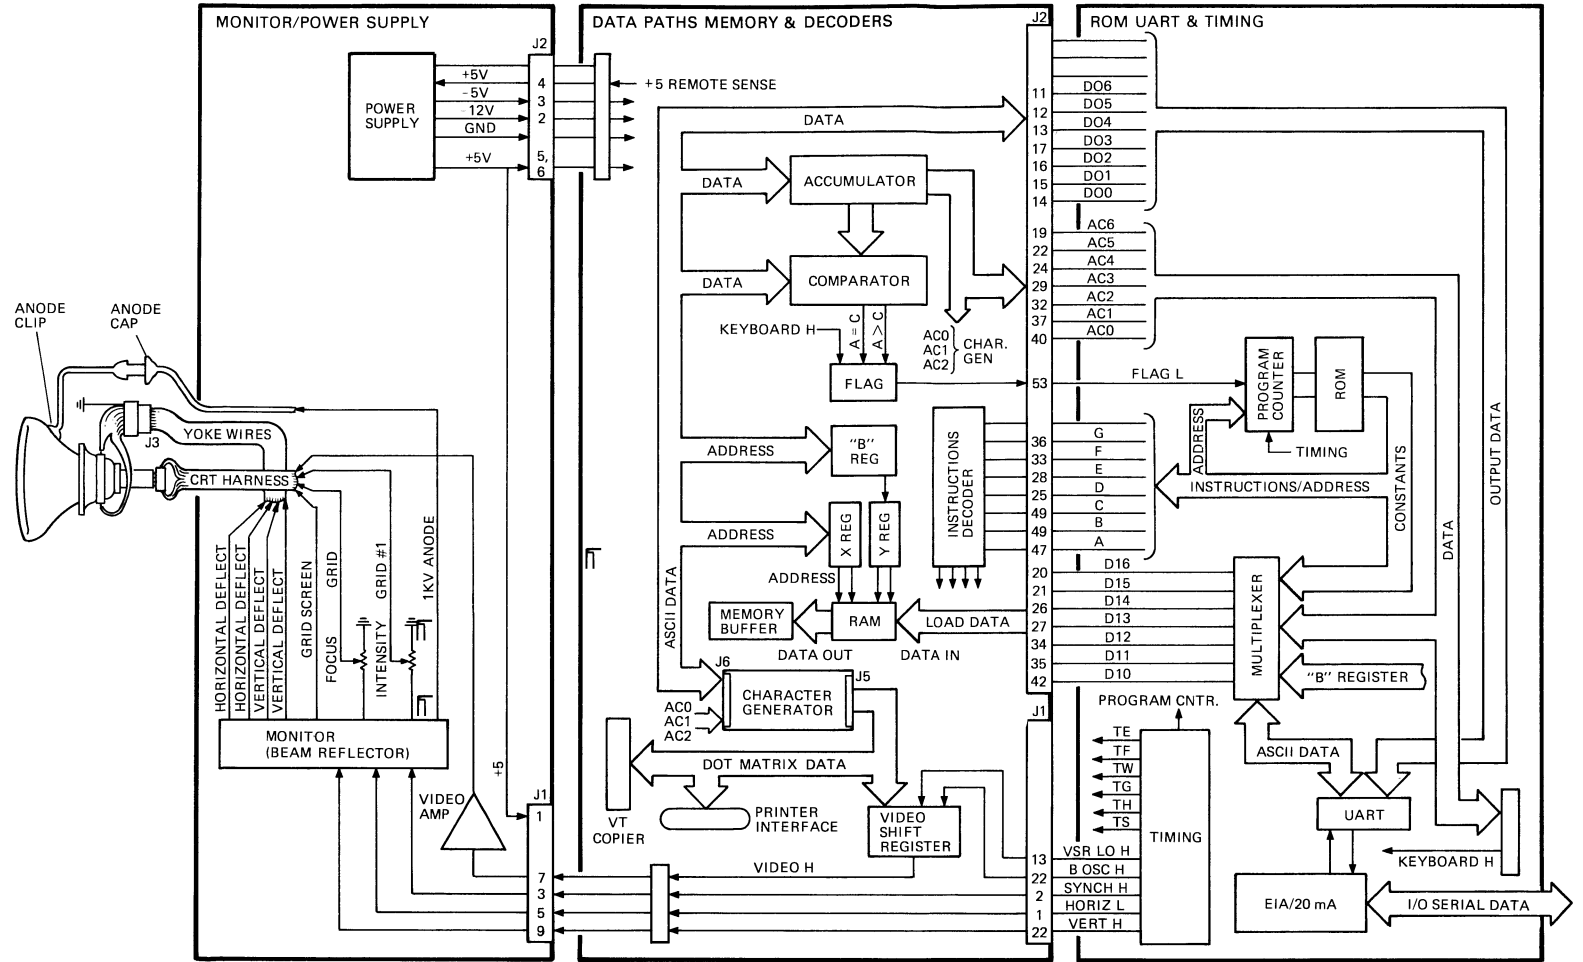 MONITOR/POWER SUPPLY
J2
POWER
SUPPLY
+5V
-5V
-12V
GND
+5V
4
3
2
5,
6
ANODE
CLIP
ANODE
CAP
J3
YOKE WIRES
CRT HARNESS
HORIZONTAL DEFLECT
HORIZONTAL DEFLECT
VERTICAL DEFLECT
VERTICAL DEFLECT
GRID SCREEN
FOCUS GRID
INTENSITY GRID #1
1KV ANODE
MONITOR
(BEAM REFLECTOR)
+5
VIDEO
AMP
J1
1
7
3
5
9
DATA PATHS MEMORY & DECODERS
J2
+5 REMOTE SENSE
DATA
DATA
ACCUMULATOR
DATA
COMPARATOR
KEYBOARD H
A = C
A > C
FLAG
AC0
AC1
AC2
CHAR.
GEN
ADDRESS
"B"
REG
ADDRESS
X REG
Y REG
ADDRESS
INSTRUCTIONS
DECODER
ASCII DATA
MEMORY
BUFFER
RAM
LOAD DATA
DATA OUT
DATA IN
J6
J5
CHARACTER
GENERATOR
AC0
AC1
AC2
DOT MATRIX DATA
VT
COPIER
PRINTER
INTERFACE
VIDEO
SHIFT
REGISTER
VIDEO H
11
12
13
17
16
15
14
19
22
24
29
32
37
40
53
36
33
28
25
49
49
47
20
21
26
27
34
35
42
J1
13
22
2
1
22
ROM UART & TIMING
DO6
DO5
DO4
DO3
DO2
DO1
DO0
AC6
AC5
AC4
AC3
AC2
AC1
AC0
FLAG L
PROGRAM
COUNTER
ROM
TIMING
ADDRESS
G
F
E
D
C
B
A
INSTRUCTIONS/ADDRESS
CONSTANTS
DATA
OUTPUT DATA
D16
D15
D14
D13
D12
D11
D10
MULTIPLEXER
"B" REGISTER
PROGRAM CNTR.
TE
TF
TW
TG
TH
TS
TIMING
VSR LO H
B OSC H
SYNCH H
HORIZ L
VERT H
ASCII DATA
UART
KEYBOARD H
EIA/20 mA
I/O SERIAL DATA